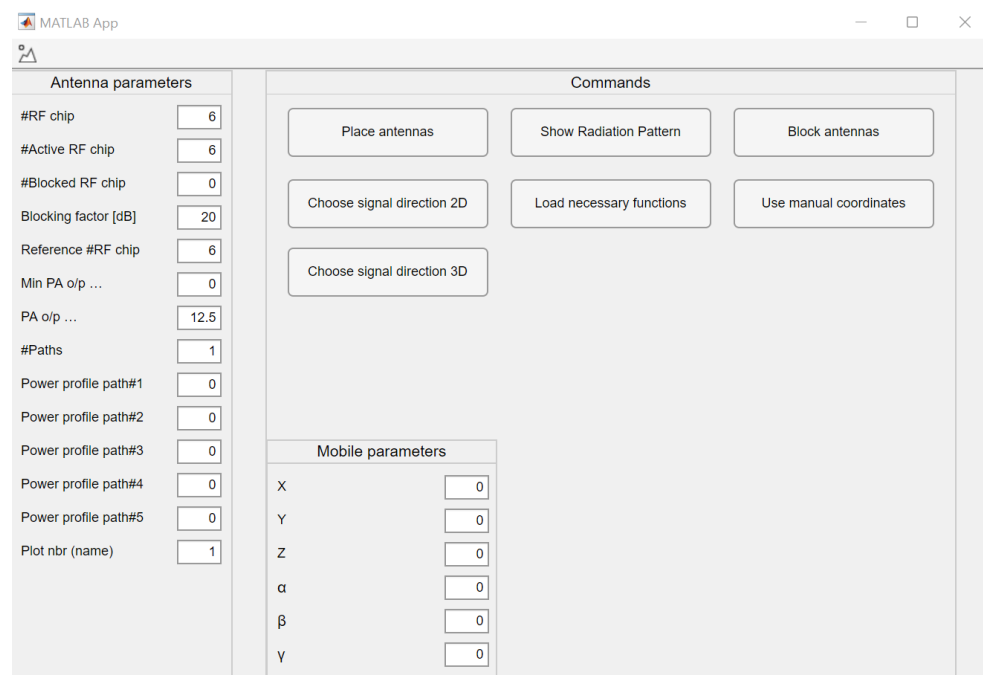 MATLAB App
Antenna parameters
#RF chip 6
#Active RF chip 6
#Blocked RF chip 0
Blocking factor [dB] 20
Reference #RF chip 6
Min PA o/p … 0
PA o/p … 12.5
#Paths 1
Power profile path#1 0
Power profile path#2 0
Power profile path#3 0
Power profile path#4 0
Power profile path#5 0
Plot nbr (name) 1
Commands
Place antennas
Show Radiation Pattern
Block antennas
Choose signal direction 2D
Load necessary functions
Use manual coordinates
Choose signal direction 3D
Mobile parameters
X 0
Y 0
Z 0
α 0
β 0
γ 0